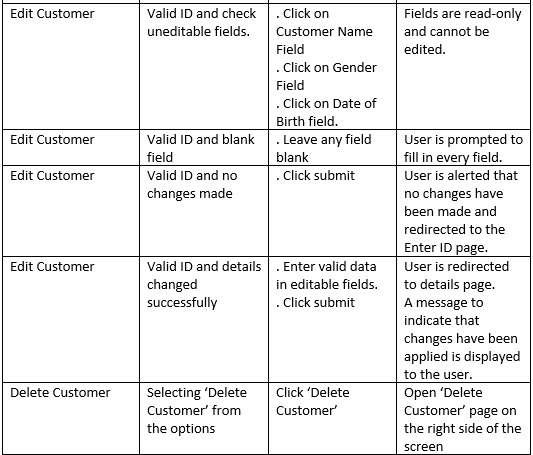 Edit Customer
Valid ID and check
uneditable fields.
. Click on
Customer Name
Field
. Click on Gender
Field
. Click on Date of
Birth field.
Fields are read-only
and cannot be
edited.
Edit Customer
Valid ID and blank
field
. Leave any field
blank
User is prompted to
fill in every field.
Edit Customer
Valid ID and no
changes made
. Click submit
User is alerted that
no changes have
been made and
redirected to the
Enter ID page.
Edit Customer
Valid ID and details
changed
successfully
. Enter valid data
in editable fields.
. Click submit
User is redirected
to details page.
A message to
indicate that
changes have been
applied is displayed
to the user.
Delete Customer
Selecting ‘Delete
Customer’ from
the options
Click ‘Delete
Customer’
Open ‘Delete
Customer’ page on
the right side of the
screen